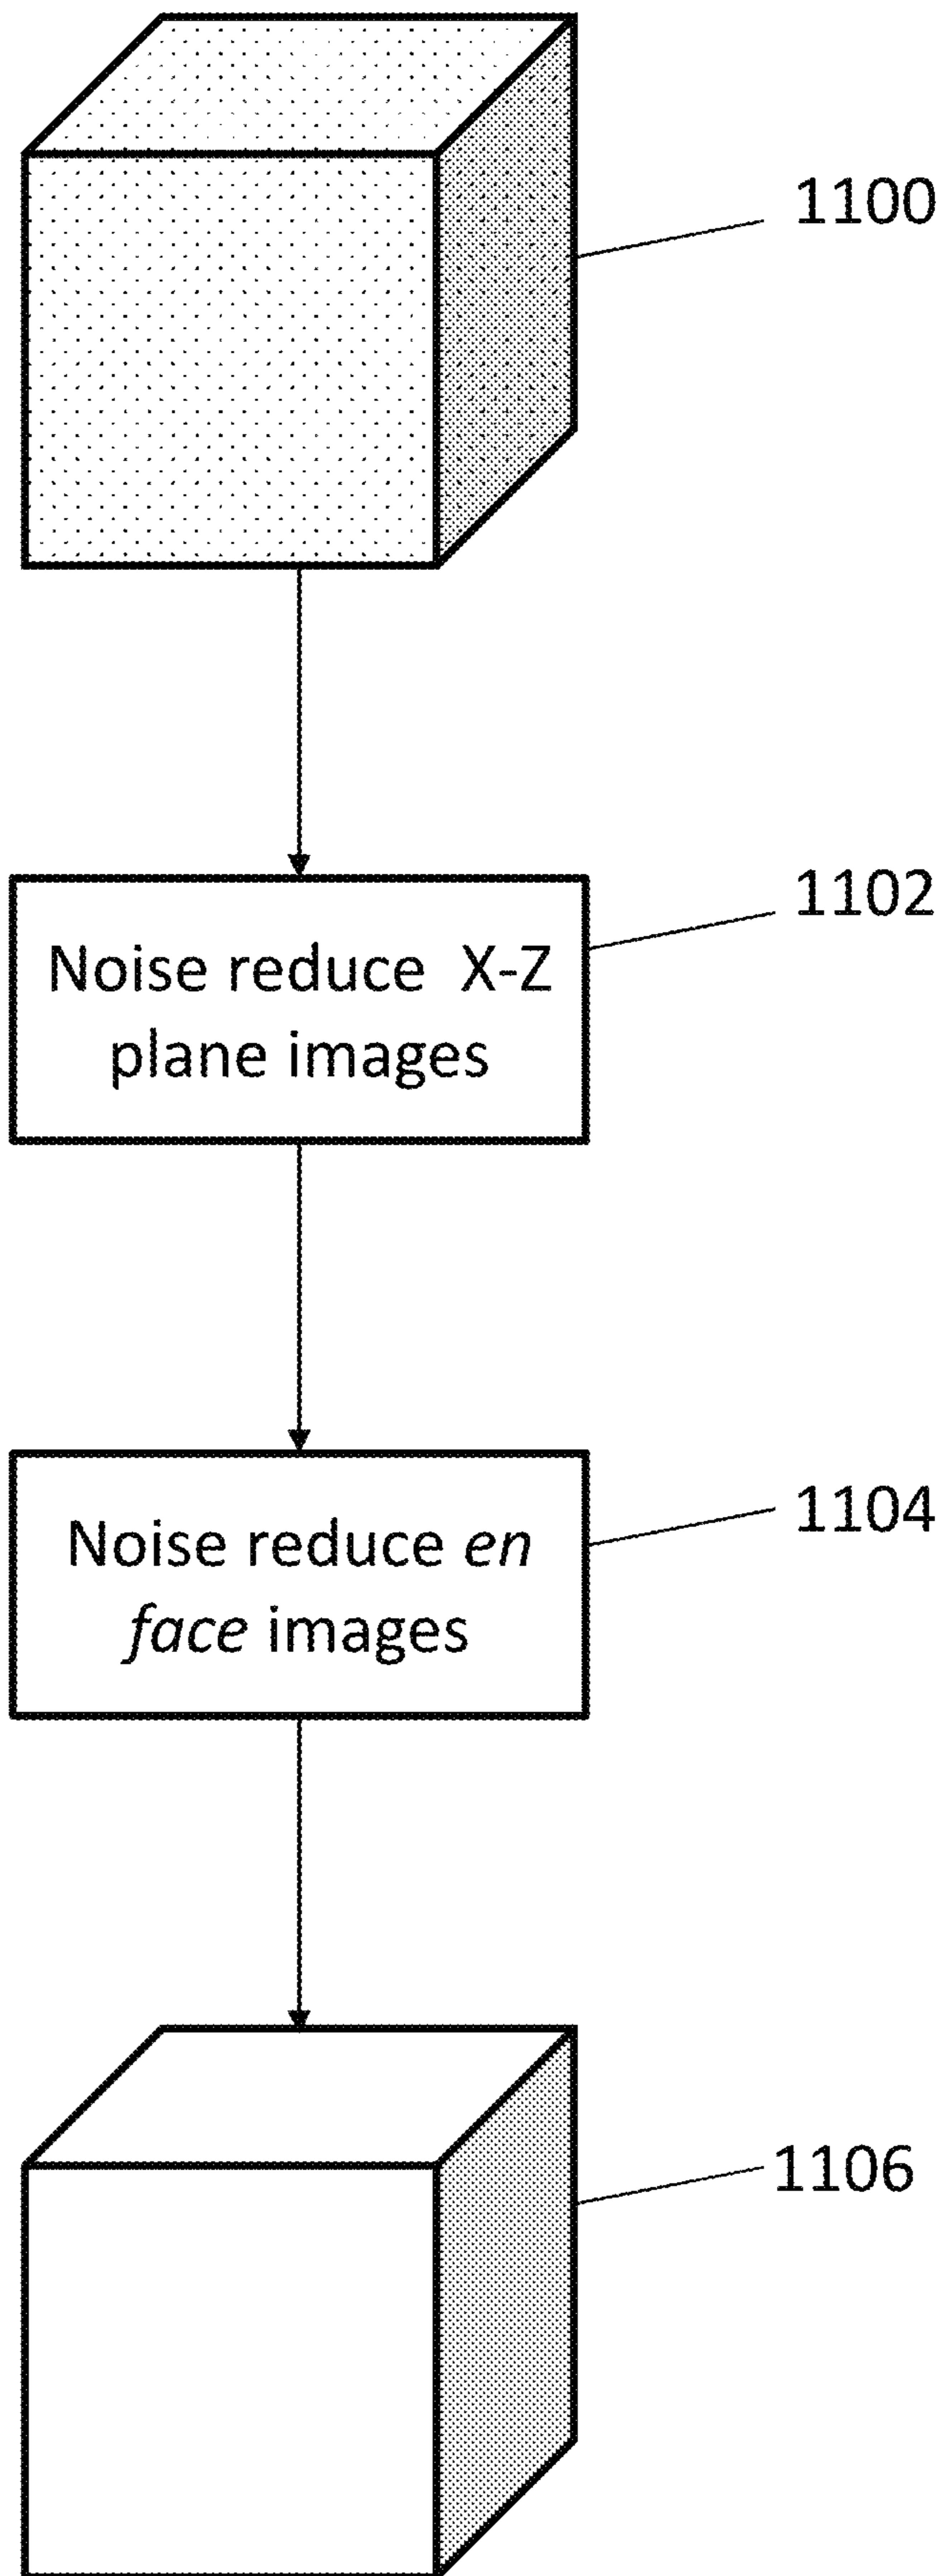 1100
1102
Noise reduce X-Z
plane images
1104
Noise reduce en
face images
1106